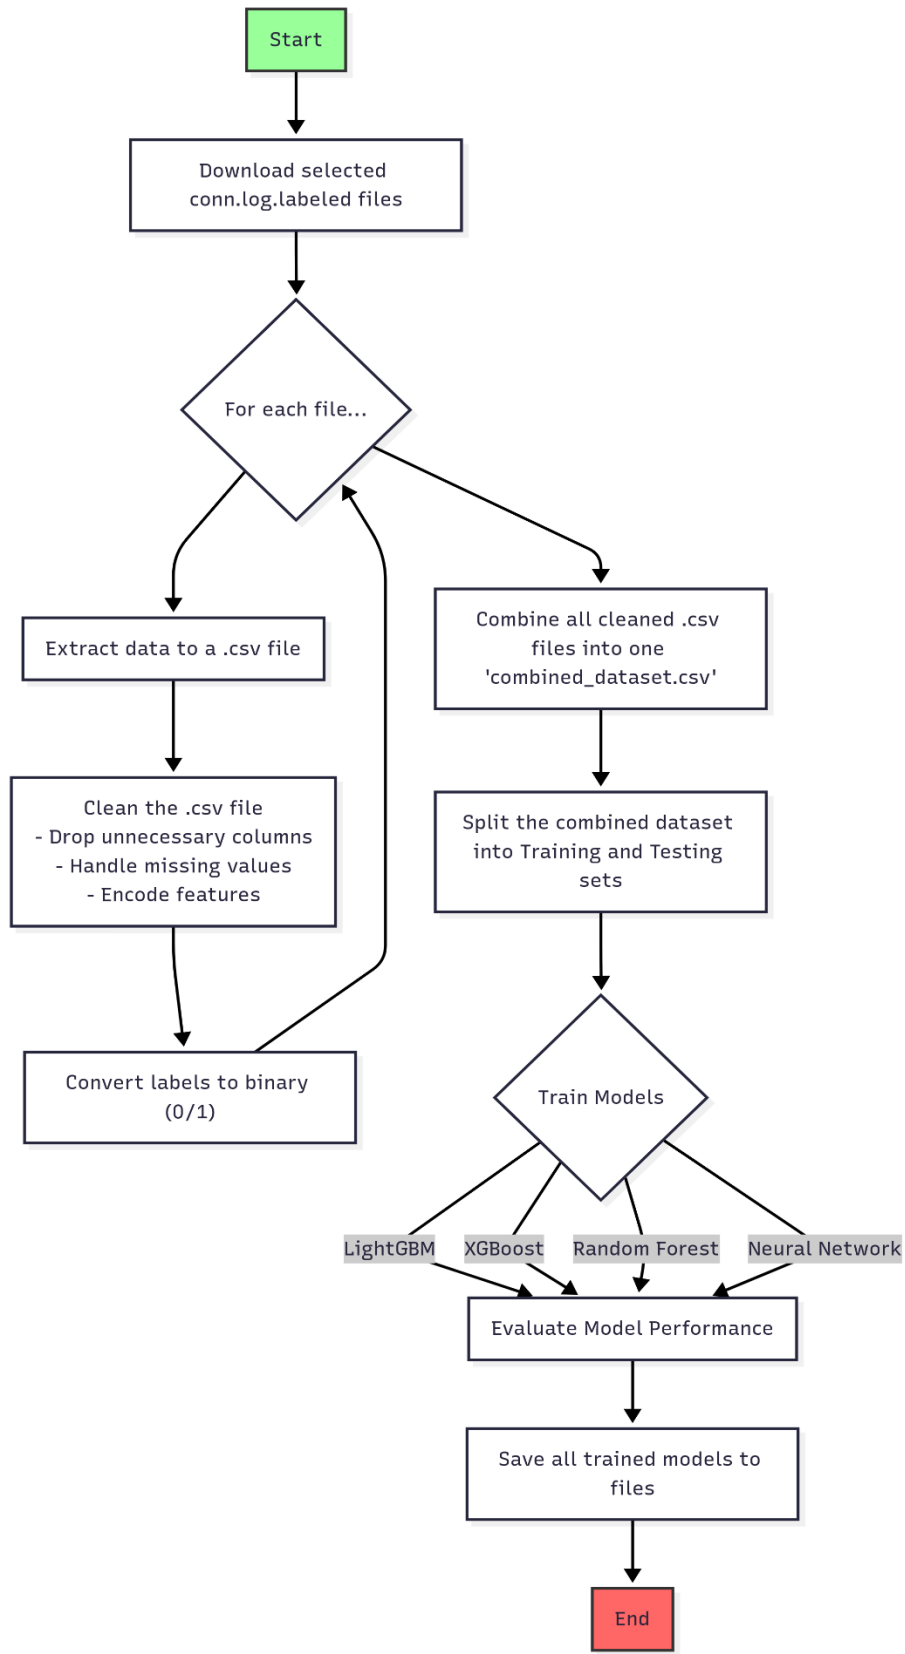 Start
Download selected
conn.log.labeled files
For each file...
Extract data to a .csv file
Clean the .csv file
- Drop unnecessary columns
- Handle missing values
- Encode features
Convert labels to binary
(0/1)
Combine all cleaned .csv
files into one
'combined_dataset.csv'
Split the combined dataset
into Training and Testing
sets
Train Models
LightGBM
XGBoost
Random Forest
Neural Network
Evaluate Model Performance
Save all trained models to
files
End